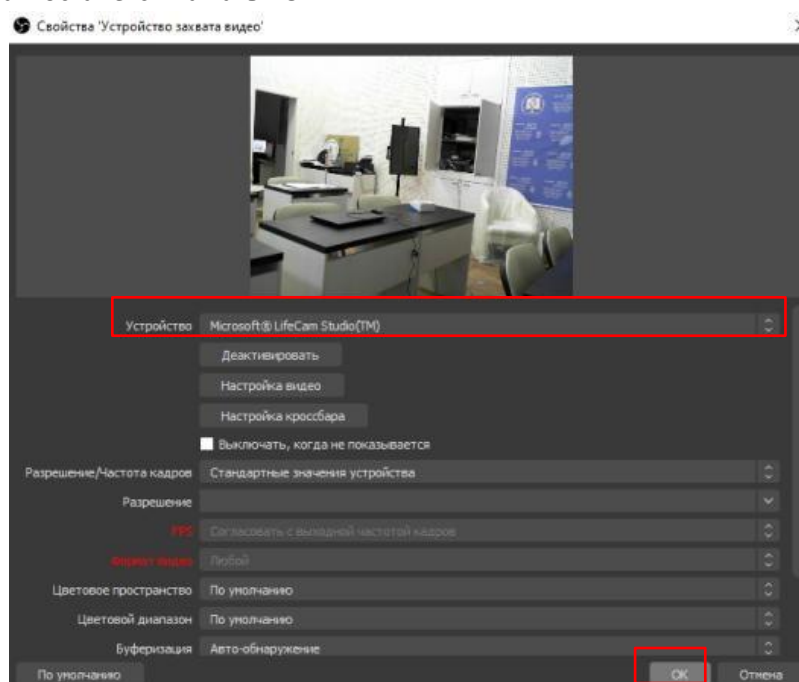 Свойства 'Устройство захвата видео'
Устройство Microsoft® LifeCam Studio(TM)
Деактивировать
Настройка видео
Настройка кроссбара
Выключать, когда не показывается
Разрешение/Частота кадров Стандартные значения устройства
Разрешение
FPS Согласовать с выходной частотой кадров
Формат видео Любой
Цветовое пространство По умолчанию
Цветовой диапазон По умолчанию
Буферизация Авто-обнаружение
По умолчанию ОК Отмена